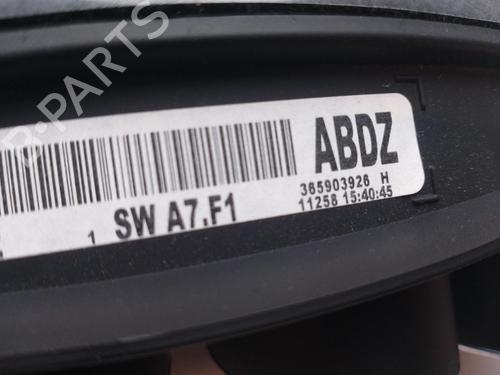 B-PARTS
ABDZ
365903926 H
11258 15:40:45
1 SW A7.F1